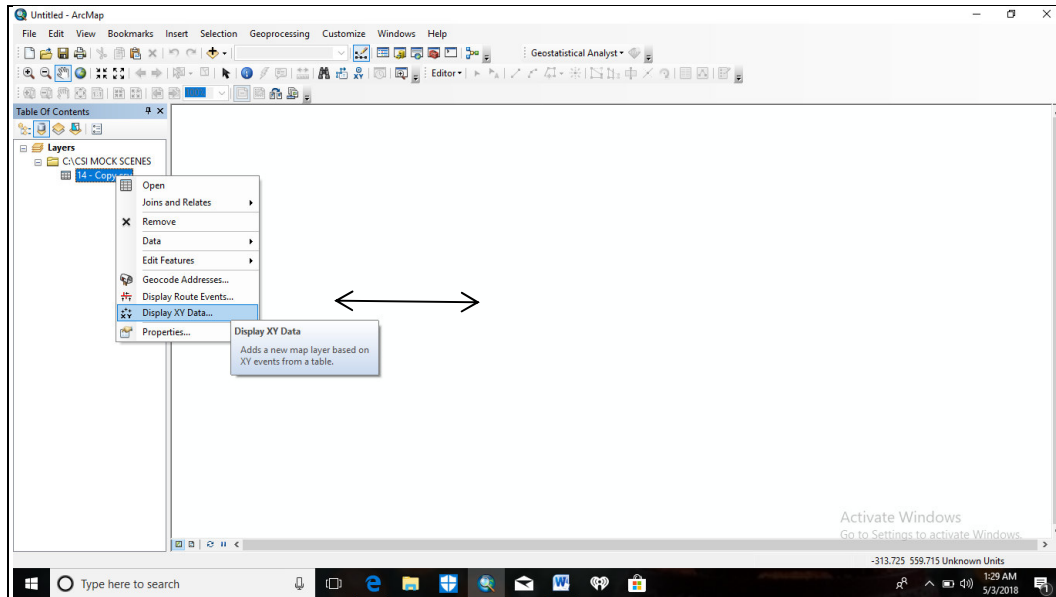 Untitled - ArcMap
File Edit View Bookmarks Insert Selection Geoprocessing Customize Windows Help
Geostatistical Analyst
Editor
Table Of Contents
Layers
C:\CSI MOCK SCENES
14 - Copy.csv
Open
Joins and Relates
Remove
Data
Edit Features
Geocode Addresses...
Display Route Events...
Display XY Data...
Properties...
Display XY Data
Adds a new map layer based on
XY events from a table.
Activate Windows
Go to Settings to activate Windows.
-313.725 559.715 Unknown Units
Type here to search
1:29 AM
5/3/2018